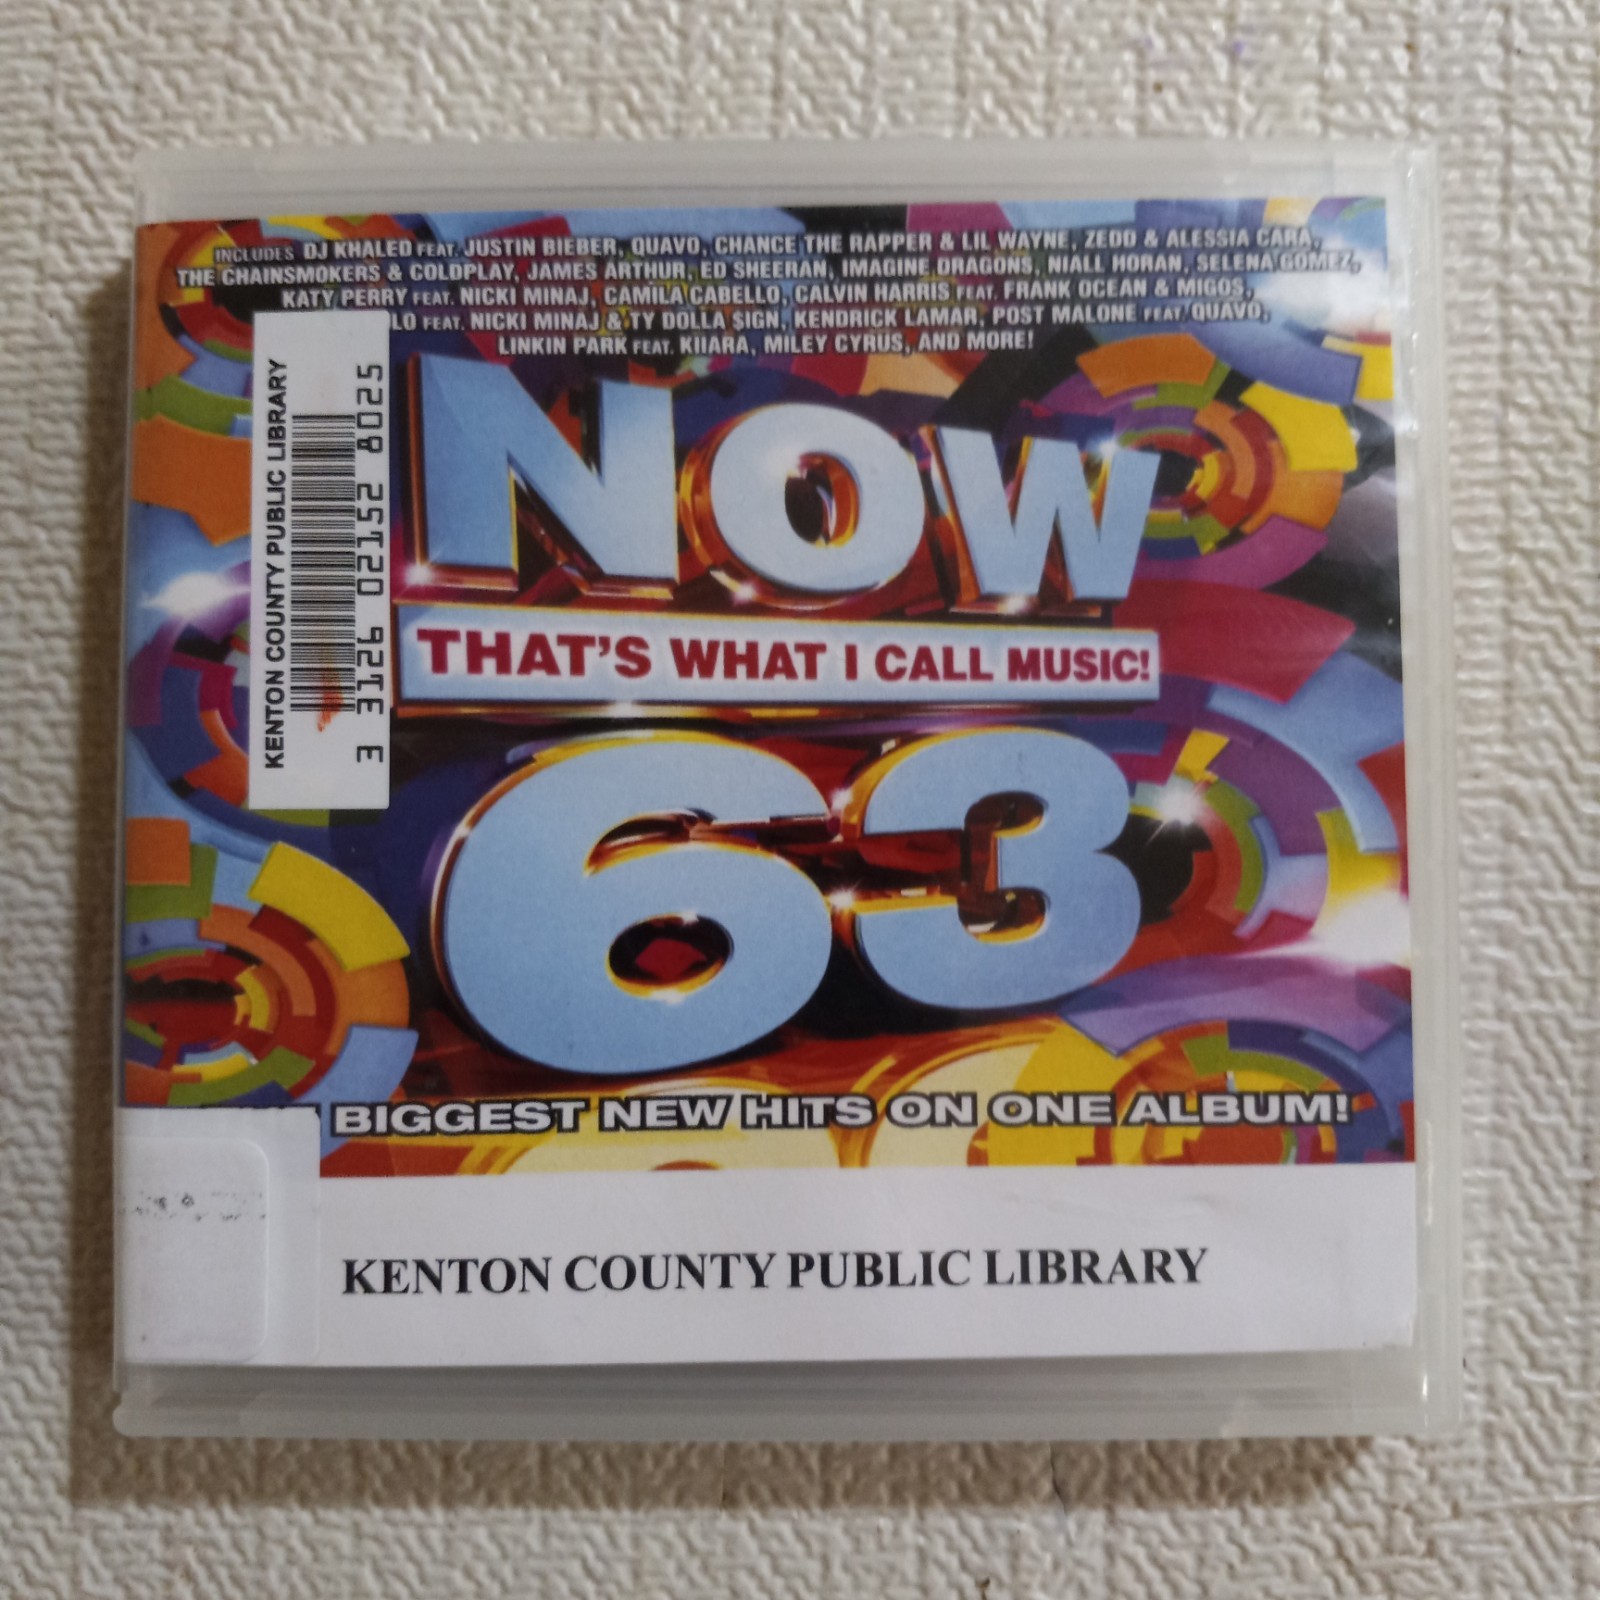 INCLUDES DJ KHALED FEAT. JUSTIN BIEBER, QUAVO, CHANCE THE RAPPER & LIL WAYNE, ZEDD & ALESSIA CARA,
THE CHAINSMOKERS & COLDPLAY, JAMES ARTHUR, ED SHEERAN, IMAGINE DRAGONS, NIALL HORAN, SELENA GOMEZ,
KATY PERRY FEAT. NICKI MINAJ, CAMILA CABELLO, CALVIN HARRIS FEAT. FRANK OCEAN & MIGOS,
LO FEAT. NICKI MINAJ & TY DOLLA $IGN, KENDRICK LAMAR, POST MALONE FEAT. QUAVO,
LINKIN PARK FEAT. KIIARA, MILEY CYRUS, AND MORE!
KENTON COUNTY PUBLIC LIBRARY
3 3126 02152 8025
NOW
THAT'S WHAT I CALL MUSIC!
63
BIGGEST NEW HITS ON ONE ALBUM!
KENTON COUNTY PUBLIC LIBRARY